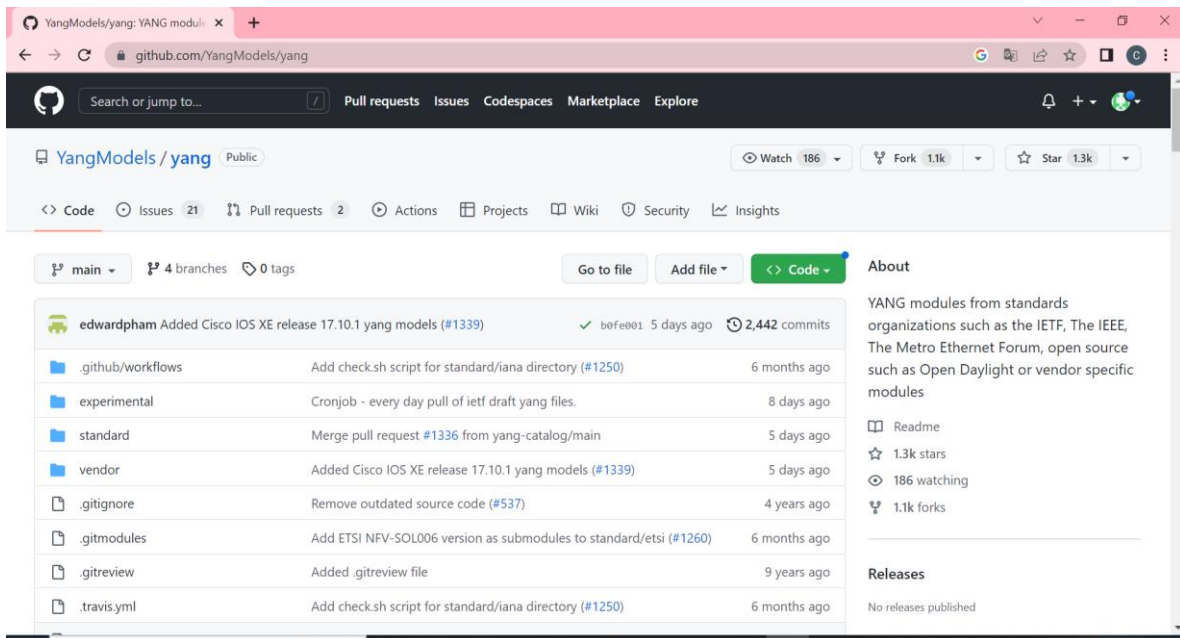 YangModels/yang: YANG module
github.com/YangModels/yang
G
C
Search or jump to...
/
Pull requests Issues Codespaces Marketplace Explore
YangModels / yang Public
Watch 186
Fork 1.1k
Star 1.3k
<> Code Issues 21 Pull requests 2 Actions Projects Wiki Security Insights
main 4 branches 0 tags
Go to file Add file <> Code
edwardpham Added Cisco IOS XE release 17.10.1 yang models (#1339) b0fe001 5 days ago 2,442 commits
.github/workflows Add check.sh script for standard/iana directory (#1250) 6 months ago
experimental Cronjob - every day pull of ietf draft yang files. 8 days ago
standard Merge pull request #1336 from yang-catalog/main 5 days ago
vendor Added Cisco IOS XE release 17.10.1 yang models (#1339) 5 days ago
.gitignore Remove outdated source code (#537) 4 years ago
.gitmodules Add ETSI NFV-SOL006 version as submodules to standard/etsi (#1260) 6 months ago
.gitreview Added .gitreview file 9 years ago
.travis.yml Add check.sh script for standard/iana directory (#1250) 6 months ago
About
YANG modules from standards
organizations such as the IETF, The IEEE,
The Metro Ethernet Forum, open source
such as Open Daylight or vendor specific
modules
Readme
1.3k stars
186 watching
1.1k forks
Releases
No releases published